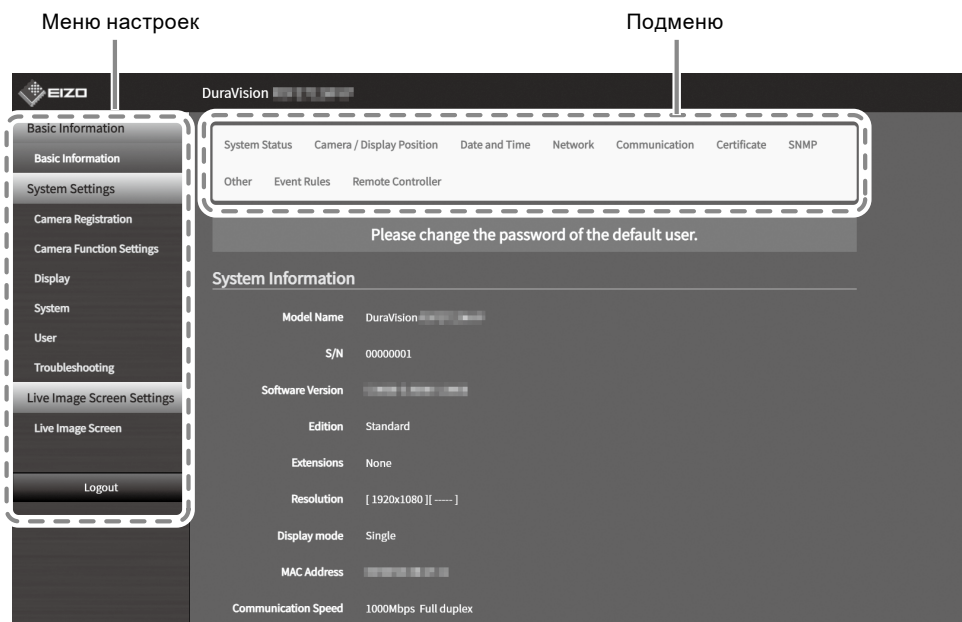 Меню настроек
Подменю
EIZO
DuraVision
Basic Information
Basic Information
System Settings
Camera Registration
Camera Function Settings
Display
System
User
Troubleshooting
Live Image Screen Settings
Live Image Screen
Logout
System Status Camera / Display Position Date and Time Network Communication Certificate SNMP
Other Event Rules Remote Controller
Please change the password of the default user.
System Information
Model Name DuraVision
S/N 00000001
Software Version
Edition Standard
Extensions None
Resolution [ 1920x1080 ][ ----- ]
Display mode Single
MAC Address
Communication Speed 1000Mbps Full duplex